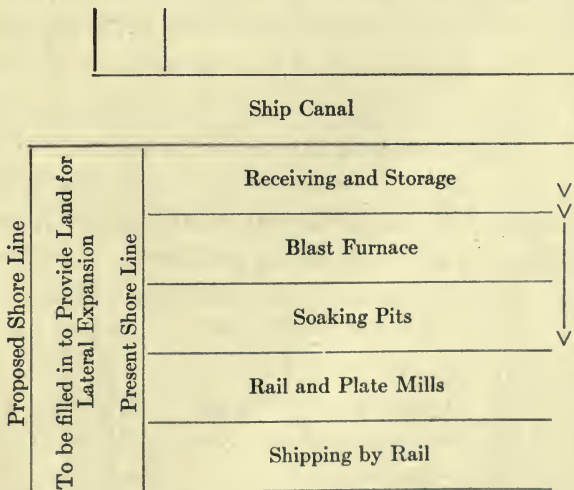 Ship Canal
Receiving and Storage
Blast Furnace
Soaking Pits
Rail and Plate Mills
Shipping by Rail
Proposed Shore Line
To be filled in to Provide Land for
Lateral Expansion
Present Shore Line